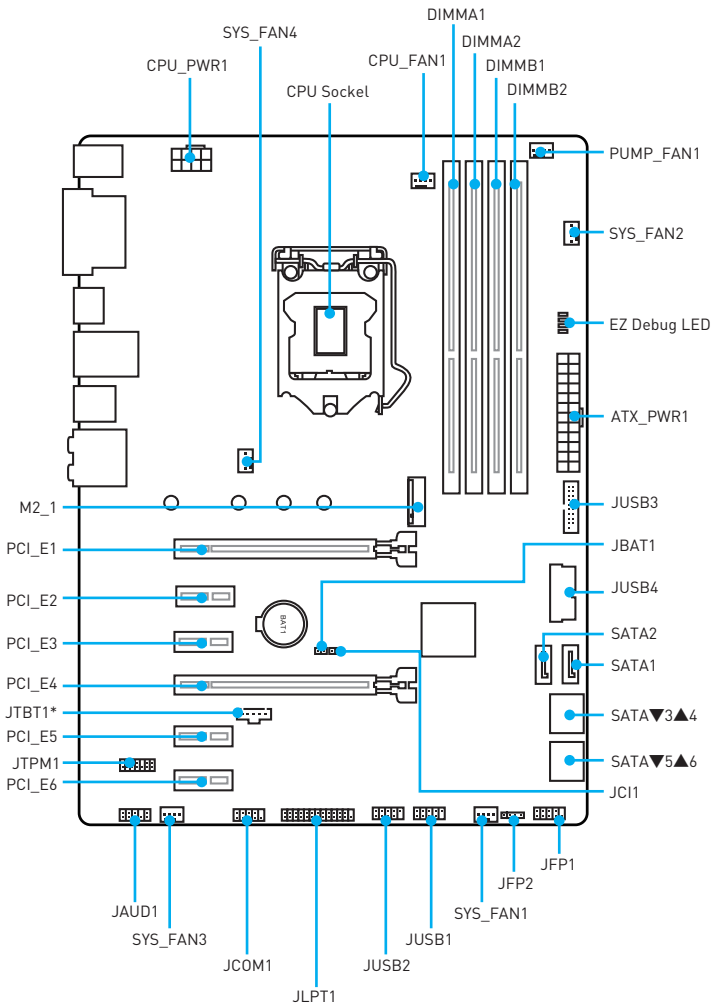 DIMMA1
SYS_FAN4
DIMMA2
CPU_FAN1
DIMMB1
CPU_PWR1
DIMMB2
CPU Sockel
PUMP_FAN1
SYS_FAN2
EZ Debug LED
ATX_PWR1
M2_1
JUSB3
PCI_E1
JBAT1
PCI_E2
JUSB4
BAT1
PCI_E3
SATA2
SATA1
PCI_E4
JTBT1*
SATA▼3▲4
PCI_E5
JTPM1
SATA▼5▲6
PCI_E6
JCI1
JFP1
JFP2
JAUD1
SYS_FAN1
SYS_FAN3
JUSB1
JCOM1
JUSB2
JLPT1